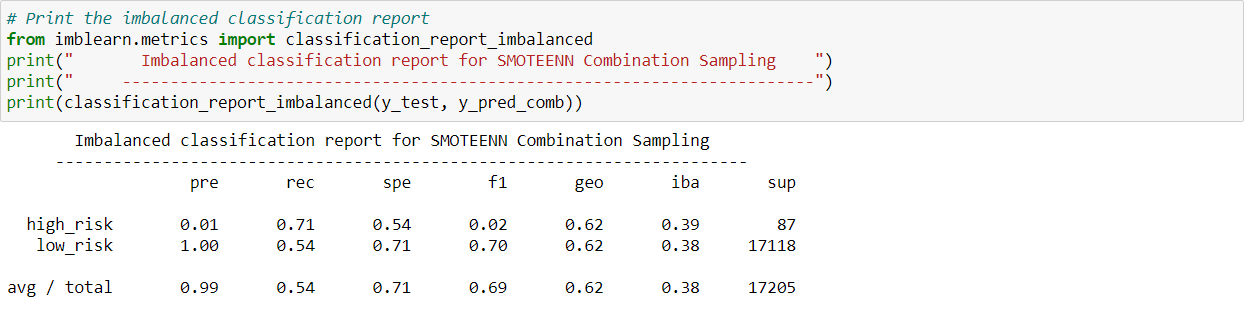 # Print the imbalanced classification report
from imblearn.metrics import classification_report_imbalanced
print("       Imbalanced classification report for SMOTEENN Combination Sampling    ")
print("     ------------------------------------------------------------------------")
print(classification_report_imbalanced(y_test, y_pred_comb))
Imbalanced classification report for SMOTEENN Combination Sampling
------------------------------------------------------------------------
pre rec spe f1 geo iba sup
high_risk 0.01 0.71 0.54 0.02 0.62 0.39 87
low_risk 1.00 0.54 0.71 0.70 0.62 0.38 17118
avg / total 0.99 0.54 0.71 0.69 0.62 0.38 17205